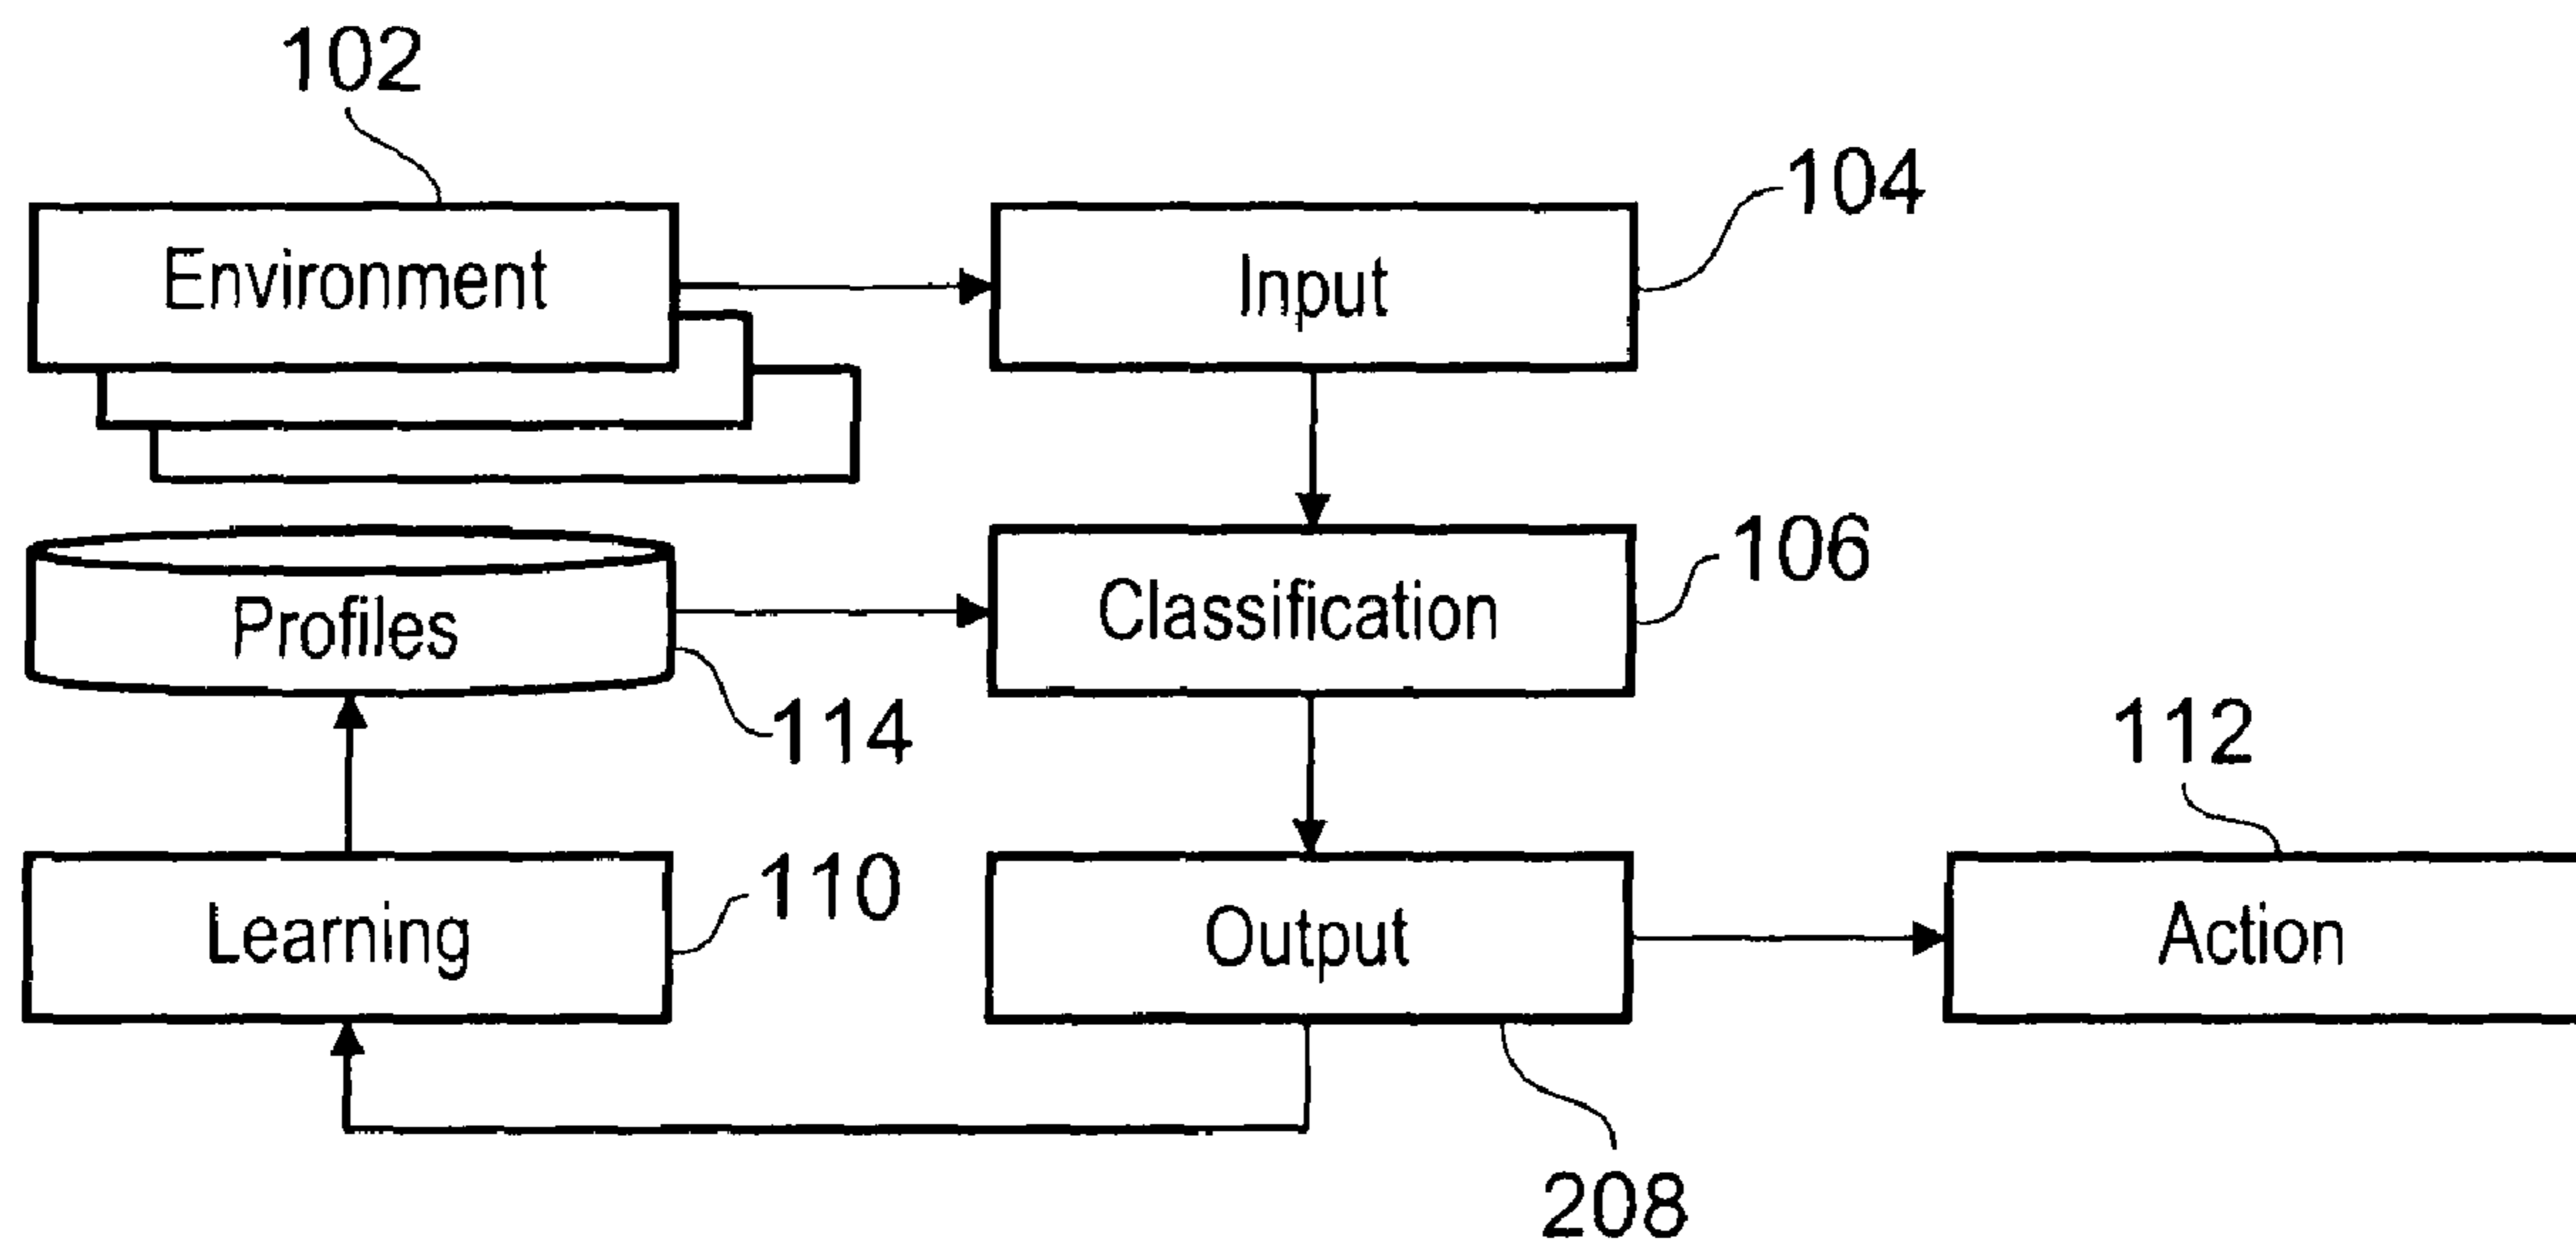 102
104
Environment
Input
106
Profiles
Classification
114
112
110
Learning
Output
Action
208